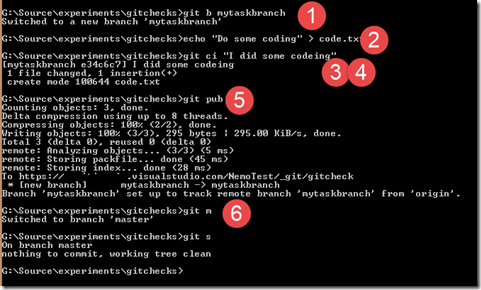 G:\Source\experiments\gitchecks>git b mytaskbranch
Switched to a new branch 'mytaskbranch'
1
G:\Source\experiments\gitchecks>echo "Do some coding" > code.txt
2
G:\Source\experiments\gitchecks>git ci "I did some codeing"
3 4
[mytaskbranch e34c6c7] I did some codeing
1 file changed, 1 insertion(+)
create mode 100644 code.txt
G:\Source\experiments\gitchecks>git pub
5
Counting objects: 3, done.
Delta compression using up to 8 threads.
Compressing objects: 100% (2/2), done.
Writing objects: 100% (3/3), 295 bytes | 295.00 KiB/s, done.
Total 3 (delta 0), reused 0 (delta 0)
remote: Analyzing objects... (3/3) (5 ms)
remote: Storing packfile... done (45 ms)
remote: Storing index... done (28 ms)
To https:// .visualstudio.com/NemoTest/_git/gitcheck
* [new branch] mytaskbranch -> mytaskbranch
Branch 'mytaskbranch' set up to track remote branch 'mytaskbranch' from 'origin'.
G:\Source\experiments\gitchecks>git m
6
Switched to branch 'master'
G:\Source\experiments\gitchecks>git s
On branch master
nothing to commit, working tree clean
G:\Source\experiments\gitchecks>